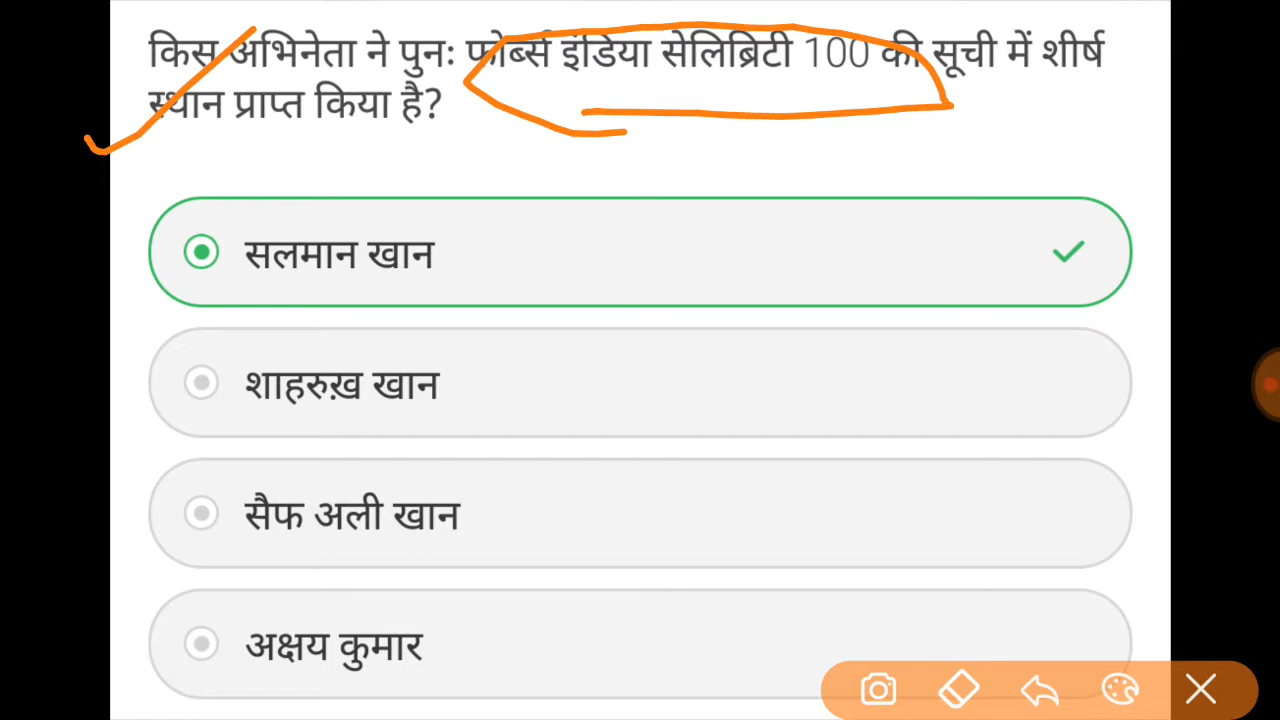 किस अभिनेता ने पुनः फोर्ब्स इंडिया सेलिब्रिटी 100 की सूची में शीर्ष
स्थान प्राप्त किया है?
सलमान खान
शाहरुख़ खान
सैफ अली खान
अक्षय कुमार